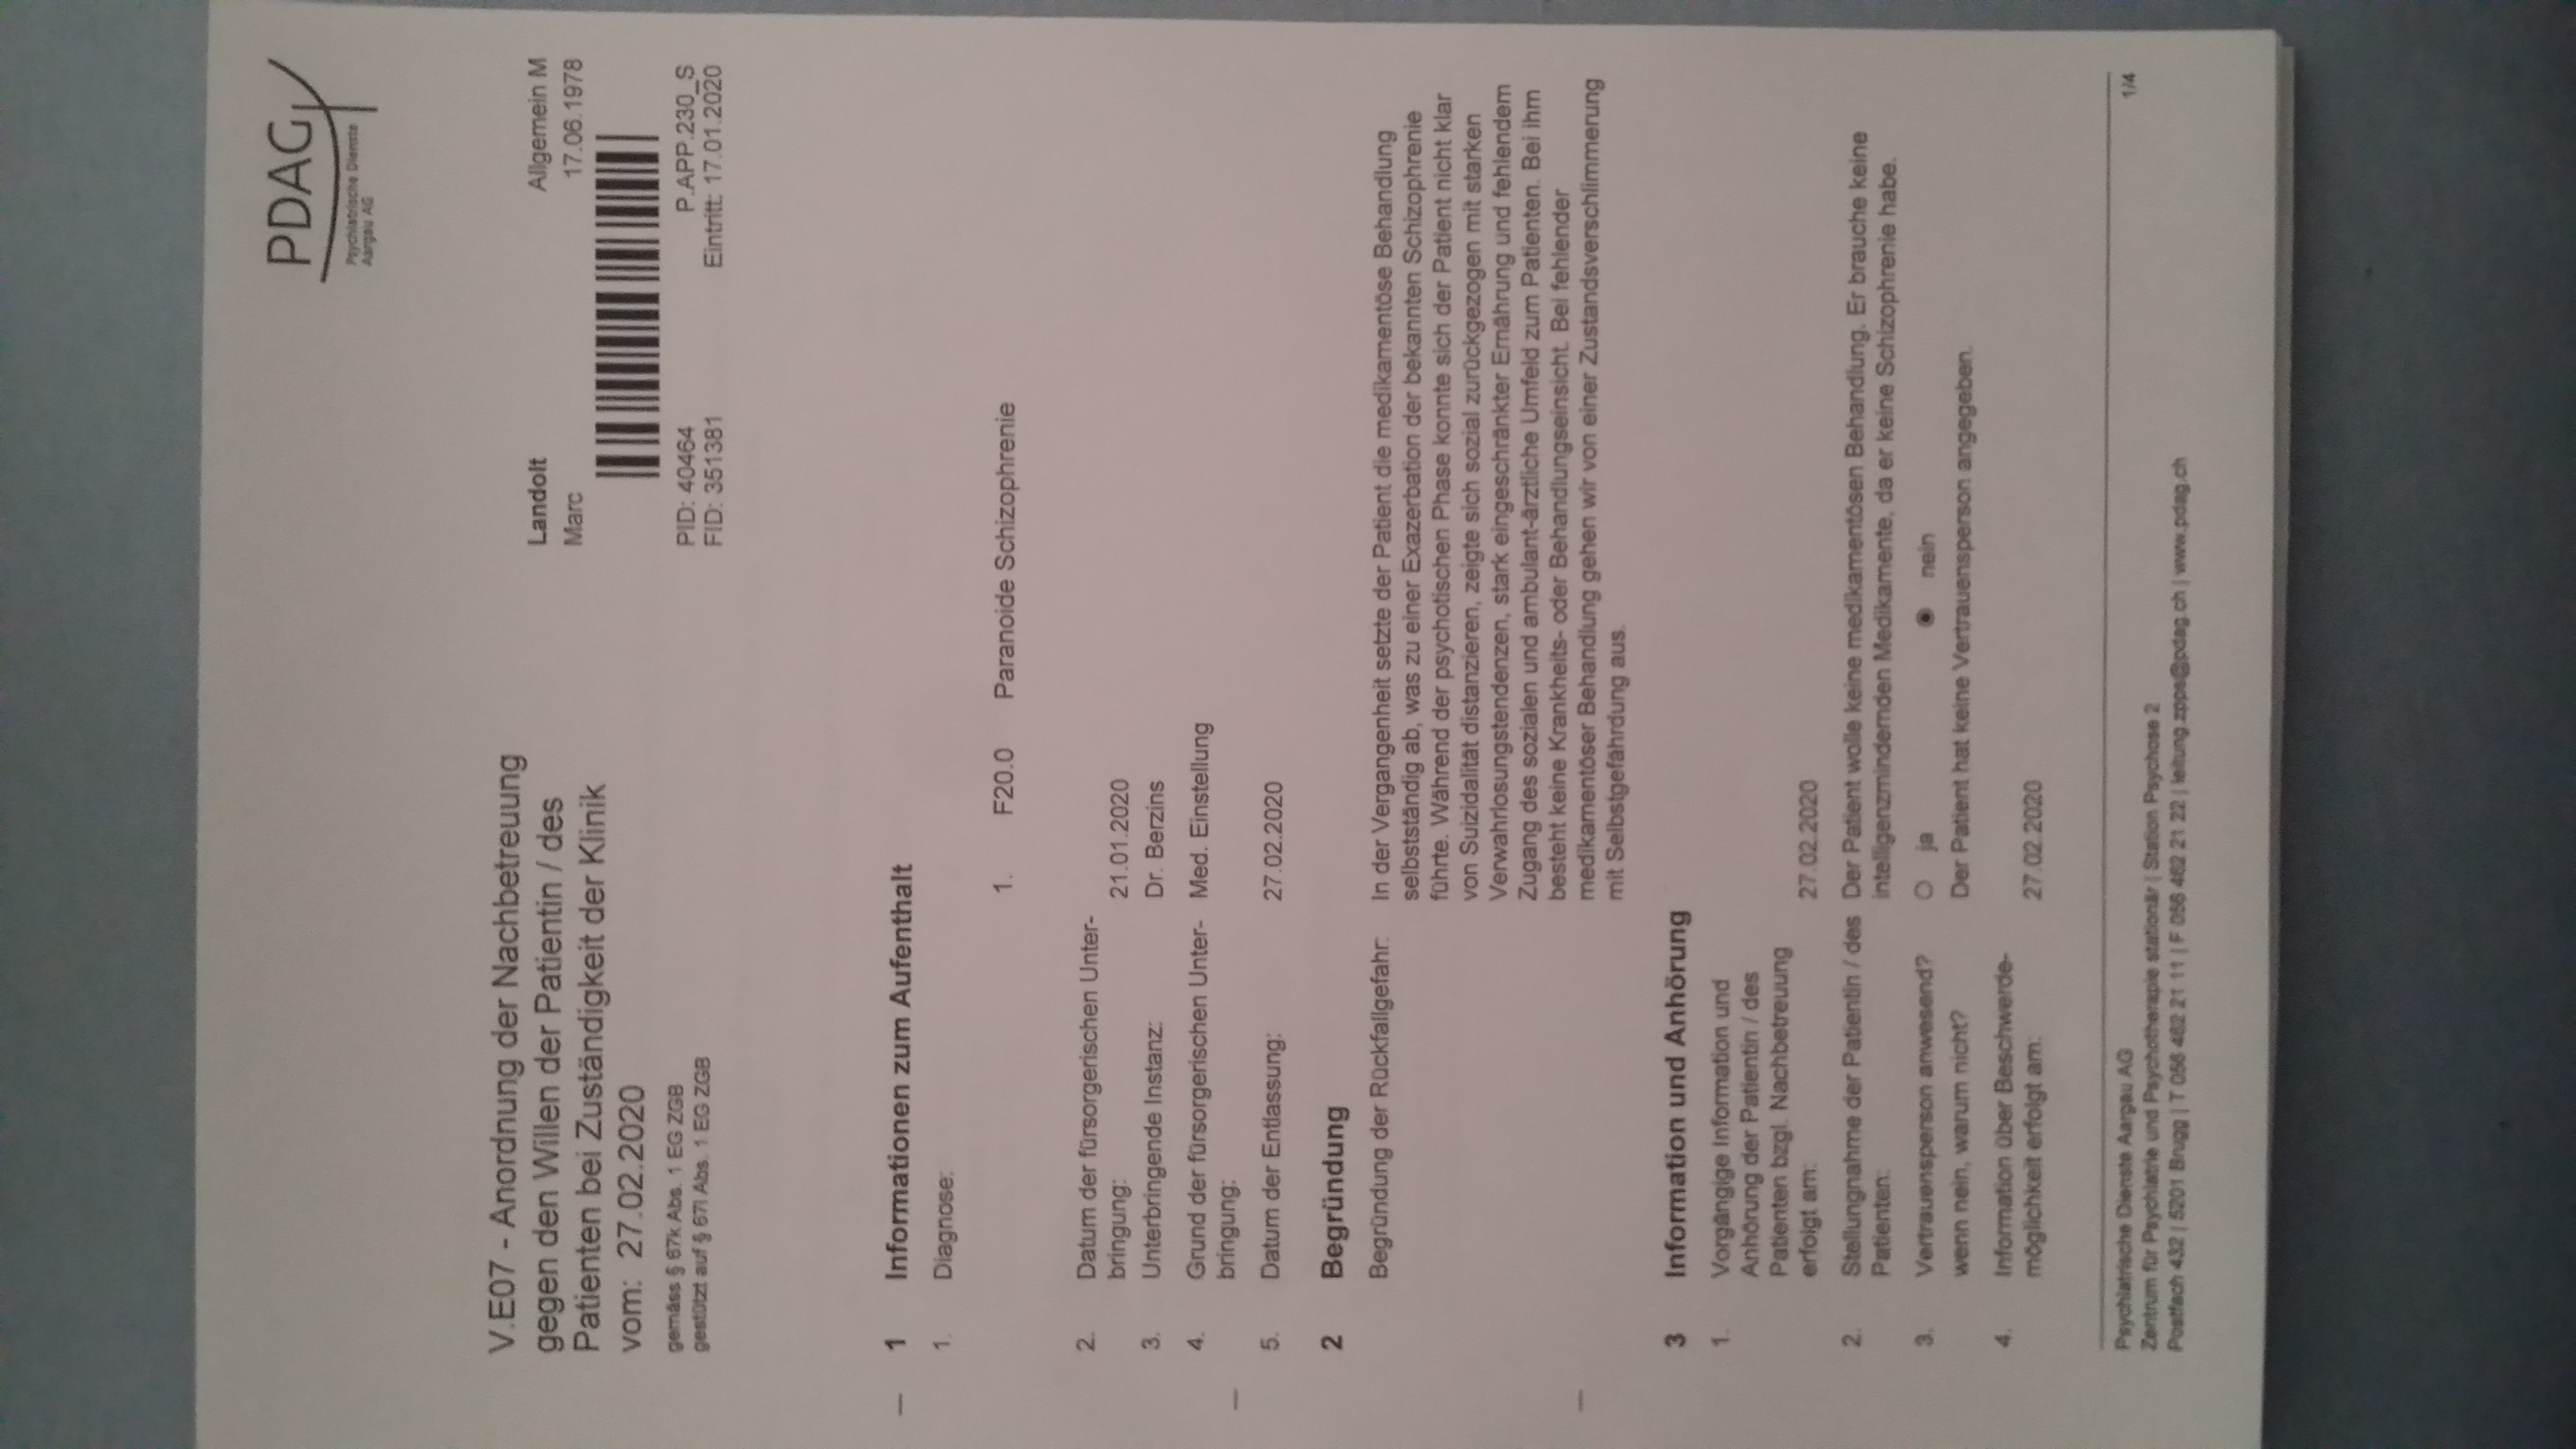 PDAG
Psychiatrische Dienste
Aargau AG
V.E07 - Anordnung der Nachbetreuung
gegen den Willen der Patientin / des
Patienten bei Zuständigkeit der Klinik
vom: 27.02.2020
gemäss § 67k Abs. 1 EG ZGB
gestützt auf § 67l Abs. 1 EG ZGB
Landolt Allgemein M
Marc 17.06.1978
PID: 40464 P.APP.230_S
FID: 351381 Eintritt: 17.01.2020
1 Informationen zum Aufenthalt
1. Diagnose:
1. F20.0 Paranoide Schizophrenie
2. Datum der fürsorgerischen Unter-
bringung: 21.01.2020
3. Unterbringende Instanz: Dr. Berzins
4. Grund der fürsorgerischen Unter- Med. Einstellung
bringung:
5. Datum der Entlassung: 27.02.2020
2 Begründung
Begründung der Rückfallgefahr: In der Vergangenheit setzte der Patient die medikamentöse Behandlung
selbstständig ab, was zu einer Exazerbation der bekannten Schizophrenie
führte. Während der psychotischen Phase konnte sich der Patient nicht klar
von Suizidalität distanzieren, zeigte sich sozial zurückgezogen mit starken
Verwahrlosungstendenzen, stark eingeschränkter Ernährung und fehlendem
Zugang des sozialen und ambulant-ärztliche Umfeld zum Patienten. Bei ihm
besteht keine Krankheits- oder Behandlungseinsicht. Bei fehlender
medikamentöser Behandlung gehen wir von einer Zustandsverschlimmerung
mit Selbstgefährdung aus.
3 Information und Anhörung
1. Vorgängige Information und
Anhörung der Patientin / des
Patienten bzgl. Nachbetreuung
erfolgt am: 27.02.2020
2. Stellungnahme der Patientin / des Der Patient wolle keine medikamentösen Behandlung. Er brauche keine
Patienten: intelligenzmindernden Medikamente, da er keine Schizophrenie habe.
3. Vertrauensperson anwesend? ja nein
wenn nein, warum nicht? Der Patient hat keine Vertrauensperson angegeben.
4. Information über Beschwerde-
möglichkeit erfolgt am: 27.02.2020
Psychiatrische Dienste Aargau AG 1/4
Zentrum für Psychiatrie und Psychotherapie stationär | Station Psychose 2
Postfach 432 | 5201 Brugg | T 056 462 21 11 | F 056 462 21 22 | leitung.zpps@pdag.ch | www.pdag.ch